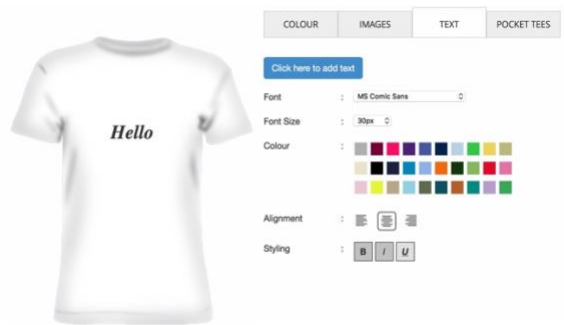 COLOUR IMAGES TEXT POCKET TEES
Click here to add text
Font : MS Comic Sans
Font Size : 30px
Colour :
Alignment :
Styling : B I U
Hello